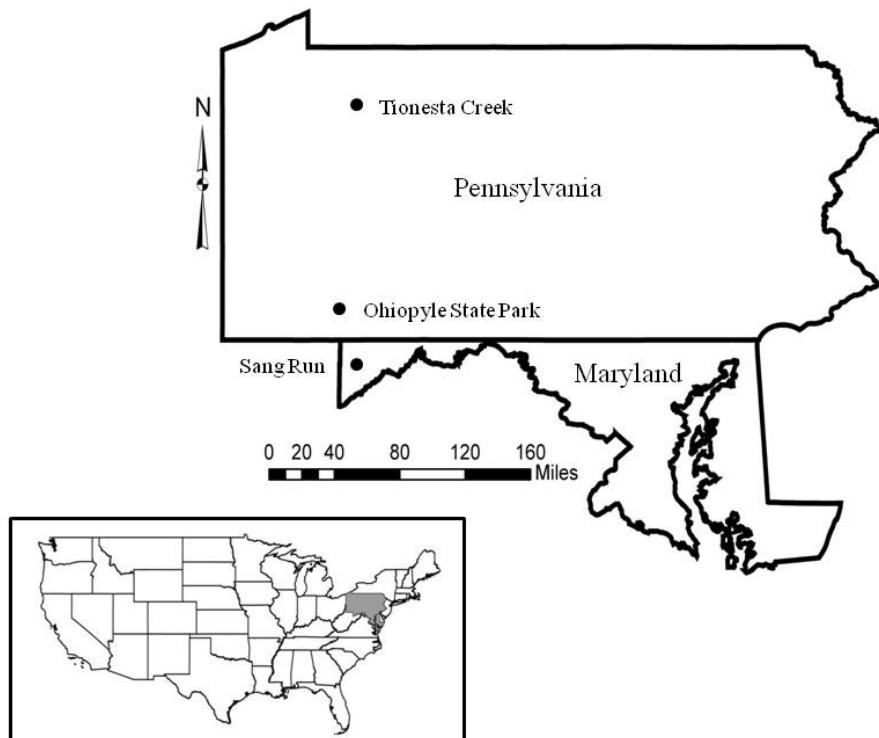 N
Tionesta Creek
Pennsylvania
Ohiopyle State Park
Sang Run
Maryland
0 20 40 80 120 160
Miles